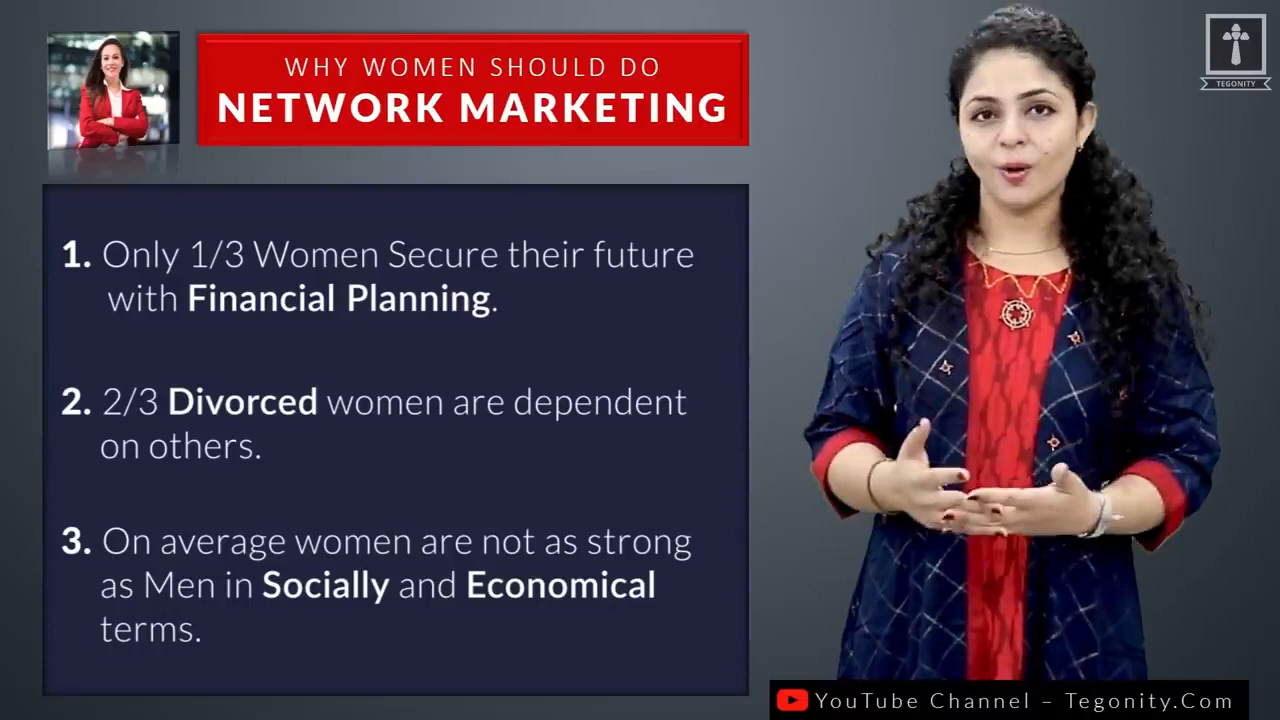 WHY WOMEN SHOULD DO
NETWORK MARKETING
TEGONITY
1. Only 1/3 Women Secure their future
with Financial Planning.
2. 2/3 Divorced women are dependent
on others.
3. On average women are not as strong
as Men in Socially and Economical
terms.
YouTube Channel – Tegonity.Com